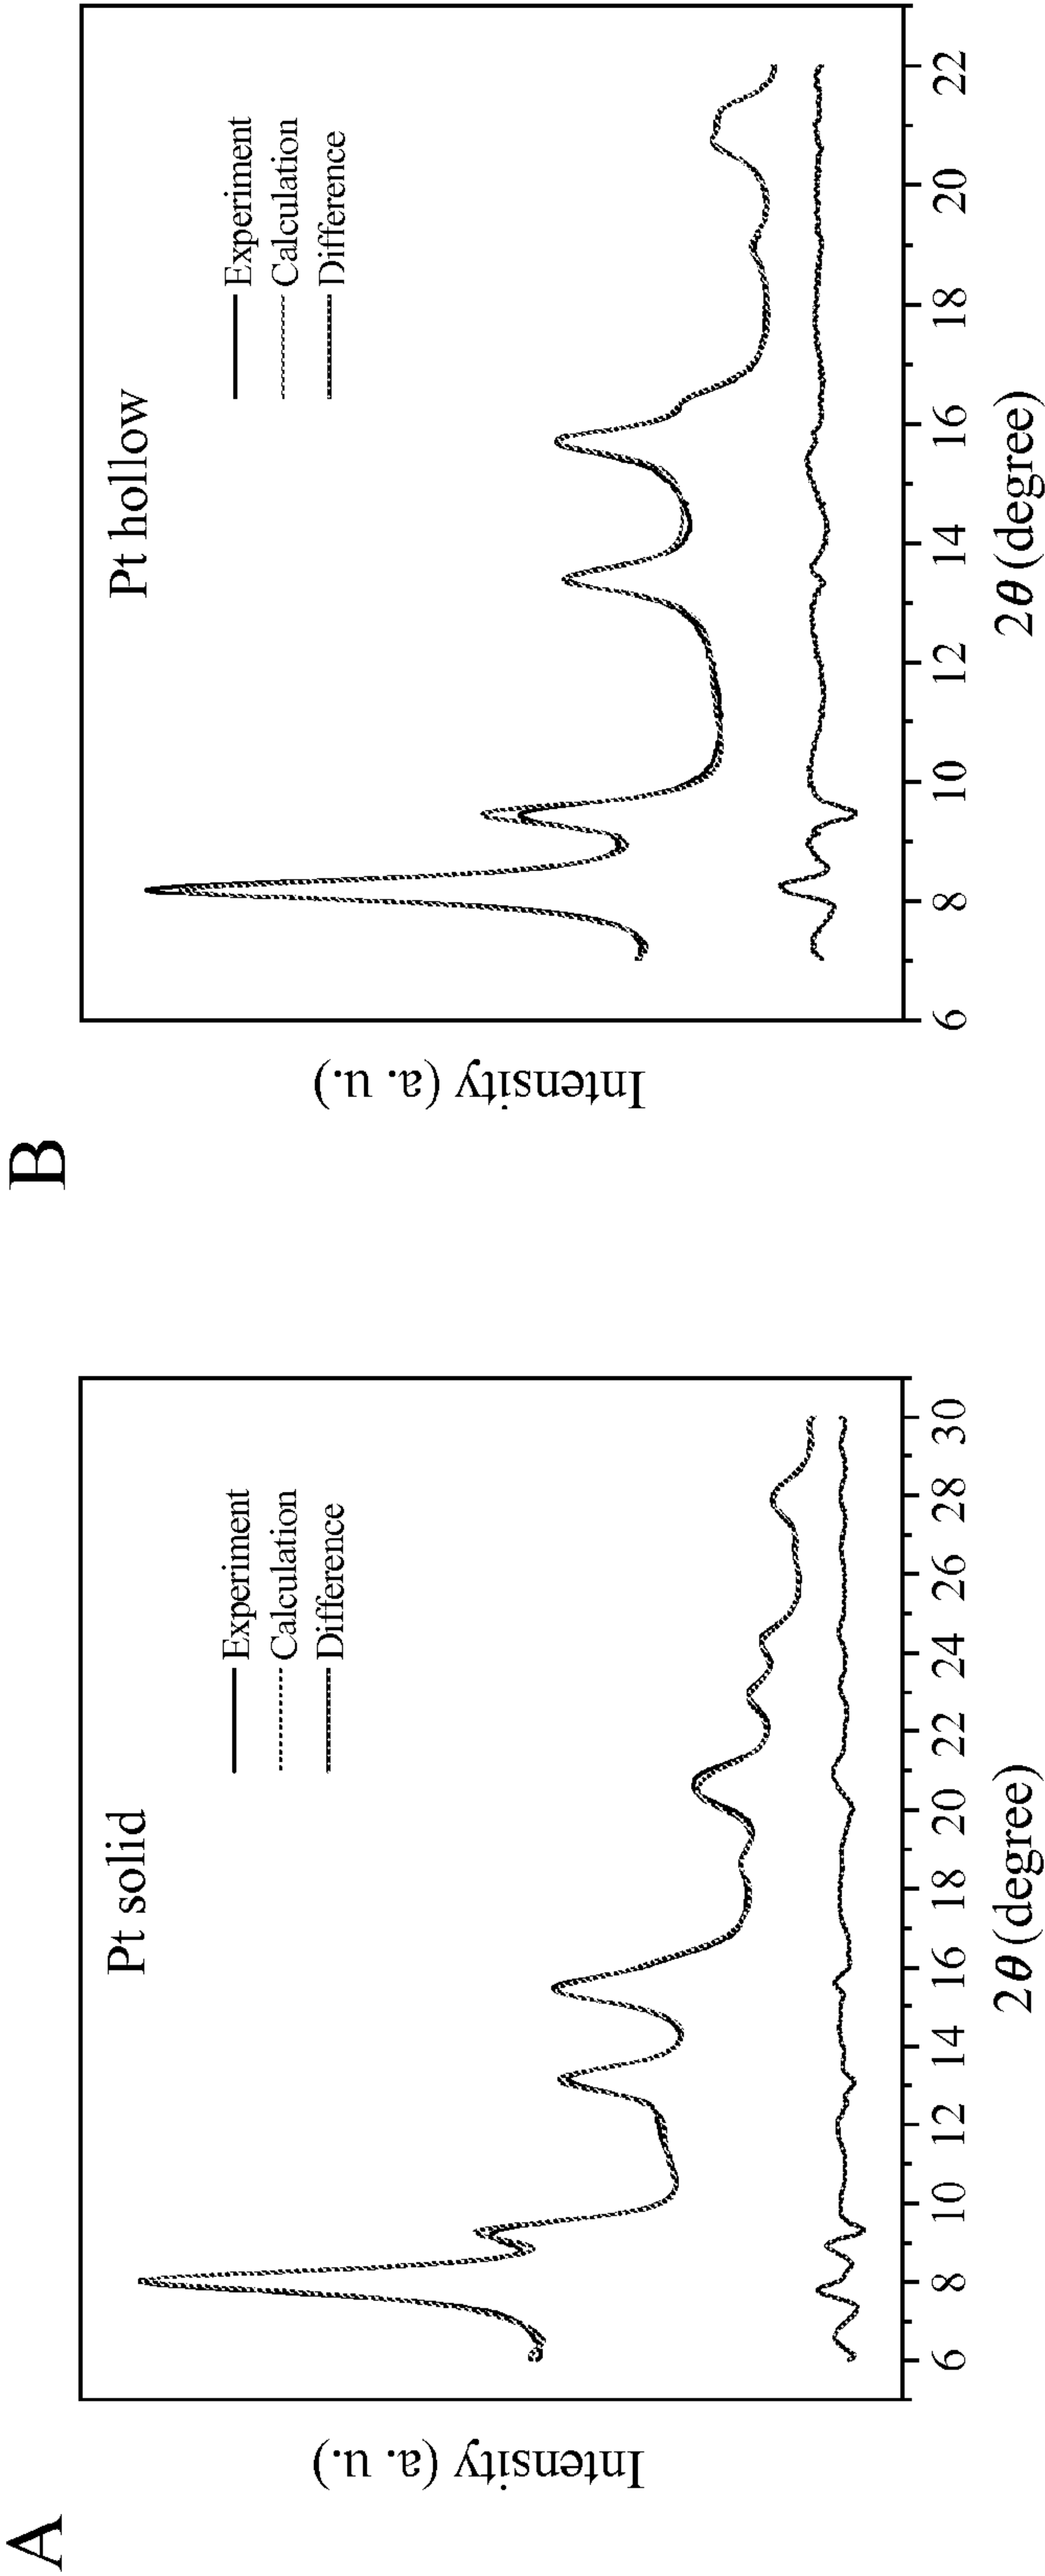 A
Pt solid
Experiment
Calculation
Difference
Intensity (a. u.)
6 8 10 12 14 16 18 20 22 24 26 28 30
2θ (degree)
B
Pt hollow
Experiment
Calculation
Difference
Intensity (a. u.)
6 8 10 12 14 16 18 20 22
2θ (degree)